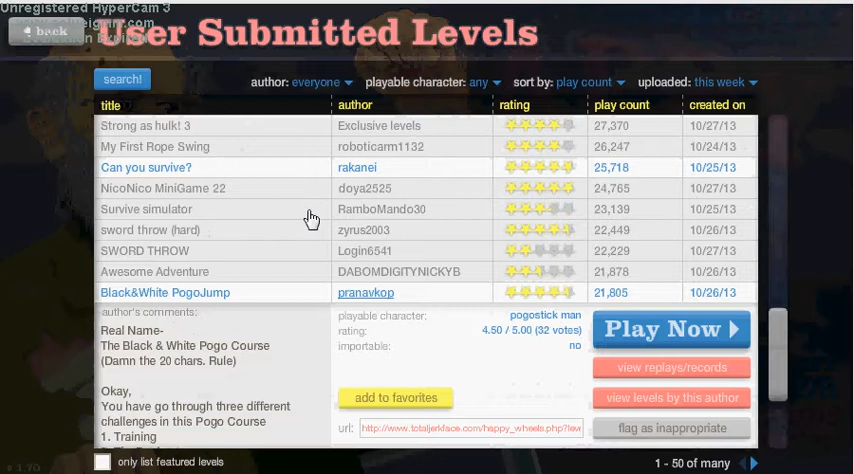 Unregistered HyperCam 3
back
User Submitted Levels
search!
author: everyone playable character: any sort by: play count uploaded: this week
title author rating play count created on
Strong as hulk! 3 Exclusive levels 27,370 10/27/13
My First Rope Swing roboticarm1132 26,247 10/24/13
Can you survive? rakanei 25,718 10/25/13
NicoNico MiniGame 22 doya2525 24,765 10/27/13
Survive simulator RamboMando30 23,139 10/25/13
sword throw (hard) zyrus2003 22,449 10/26/13
SWORD THROW Login6541 22,229 10/27/13
Awesome Adventure DABOMDIGITYNICKYB 21,878 10/26/13
Black&White PogoJump pranavkop 21,805 10/26/13
author's comments:
Real Name-
The Black & White Pogo Course
(Damn the 20 chars. Rule)
Okay,
You have go through three different
challenges in this Pogo Course
1. Training
playable character: pogostick man
rating: 4.50 / 5.00 (32 votes)
importable: no
add to favorites
url: http://www.totaljerkface.com/happy_wheels.php?lev
Play Now
view replays/records
view levels by this author
flag as inappropriate
only list featured levels
1 - 50 of many
1.70